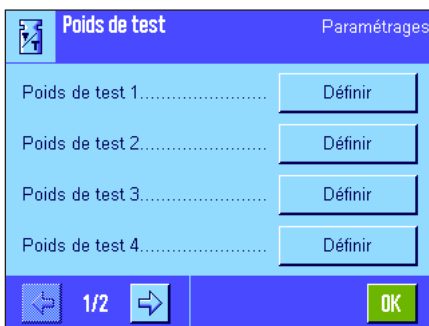 Poids de test Paramétrages
Poids de test 1...................... Définir
Poids de test 2...................... Définir
Poids de test 3...................... Définir
Poids de test 4...................... Définir
1/2 OK